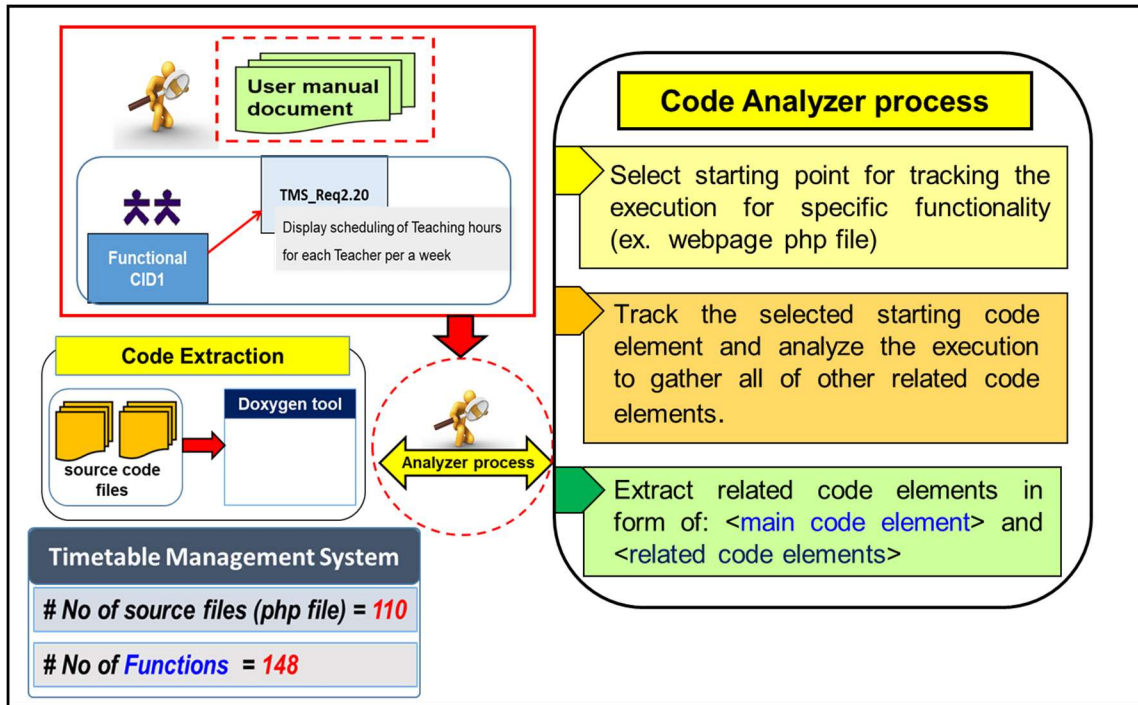 User manual
document
TMS_Req2.20
Display scheduling of Teaching hours
for each Teacher per a week
Functional
CID1
Code Extraction
source code
files
Doxygen tool
Analyzer process
Timetable Management System
# No of source files (php file) = 110
# No of Functions = 148
Code Analyzer process
Select starting point for tracking the
execution for specific functionality
(ex. webpage php file)
Track the selected starting code
element and analyze the execution
to gather all of other related code
elements.
Extract related code elements in
form of: <main code element> and
<related code elements>